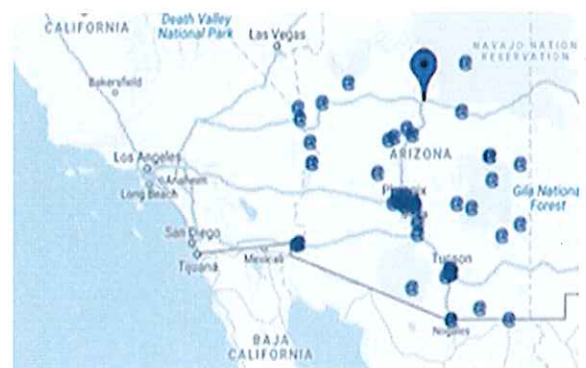 CALIFORNIA
Death Valley
National Park
Las Vegas
NAVAJO NATION
RESERVATION
Bakersfield
ARIZONA
Los Angeles
Anaheim
Long Beach
Phoenix
Gila National
Forest
San Diego
Tijuana
Mexicali
Tucson
Nogales
BAJA
CALIFORNIA